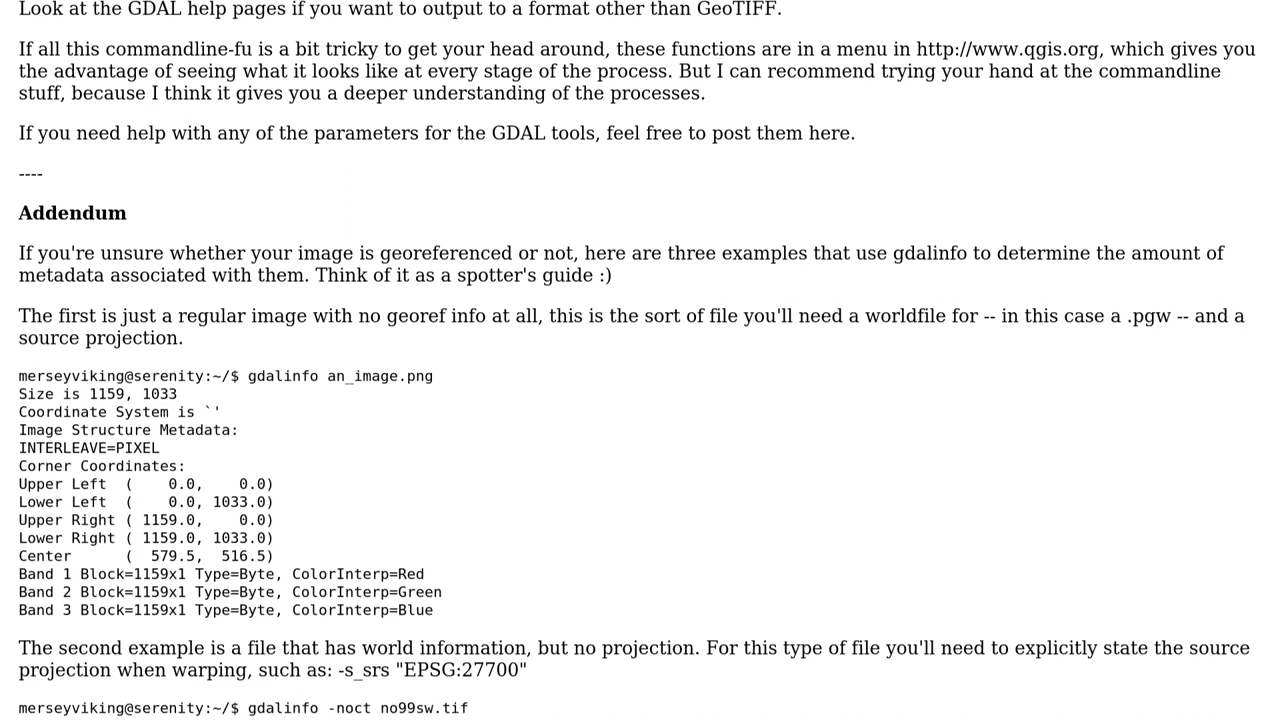 Look at the GDAL help pages if you want to output to a format other than GeoTIFF.
If all this commandline-fu is a bit tricky to get your head around, these functions are in a menu in http://www.qgis.org, which gives you
the advantage of seeing what it looks like at every stage of the process. But I can recommend trying your hand at the commandline
stuff, because I think it gives you a deeper understanding of the processes.
If you need help with any of the parameters for the GDAL tools, feel free to post them here.
----
Addendum
If you're unsure whether your image is georeferenced or not, here are three examples that use gdalinfo to determine the amount of
metadata associated with them. Think of it as a spotter's guide :)
The first is just a regular image with no georef info at all, this is the sort of file you'll need a worldfile for -- in this case a .pgw -- and a
source projection.
merseyviking@serenity:~/$ gdalinfo an_image.png
Size is 1159, 1033
Coordinate System is `'
Image Structure Metadata:
INTERLEAVE=PIXEL
Corner Coordinates:
Upper Left  (    0.0,    0.0)
Lower Left  (    0.0, 1033.0)
Upper Right ( 1159.0,    0.0)
Lower Right ( 1159.0, 1033.0)
Center      (  579.5,  516.5)
Band 1 Block=1159x1 Type=Byte, ColorInterp=Red
Band 2 Block=1159x1 Type=Byte, ColorInterp=Green
Band 3 Block=1159x1 Type=Byte, ColorInterp=Blue
The second example is a file that has world information, but no projection. For this type of file you'll need to explicitly state the source
projection when warping, such as: -s_srs "EPSG:27700"
merseyviking@serenity:~/$ gdalinfo -noct no99sw.tif